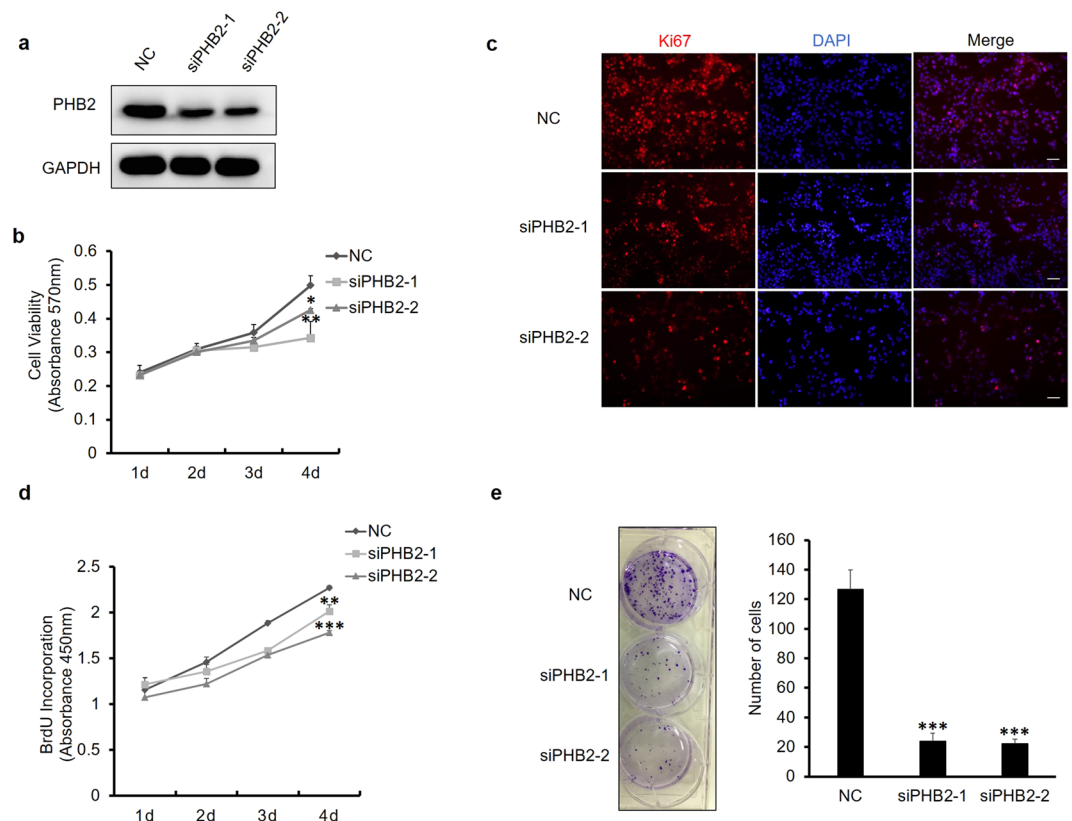 a
NC
siPHB2-1
siPHB2-2
PHB2
GAPDH
b
0.6
0.5
0.4
0.3
0.2
0.1
0
Cell Viability
(Absorbance 570nm)
NC
siPHB2-1
siPHB2-2
*
**
1d 2d 3d 4d
c
Ki67 DAPI Merge
NC
siPHB2-1
siPHB2-2
d
2.5
2
1.5
1
0.5
0
BrdU Incorporation
(Absorbance 450nm)
NC
siPHB2-1
siPHB2-2
**
***
1d 2d 3d 4d
e
NC
siPHB2-1
siPHB2-2
160
140
120
100
80
60
40
20
0
Number of cells
*** ***
NC siPHB2-1 siPHB2-2